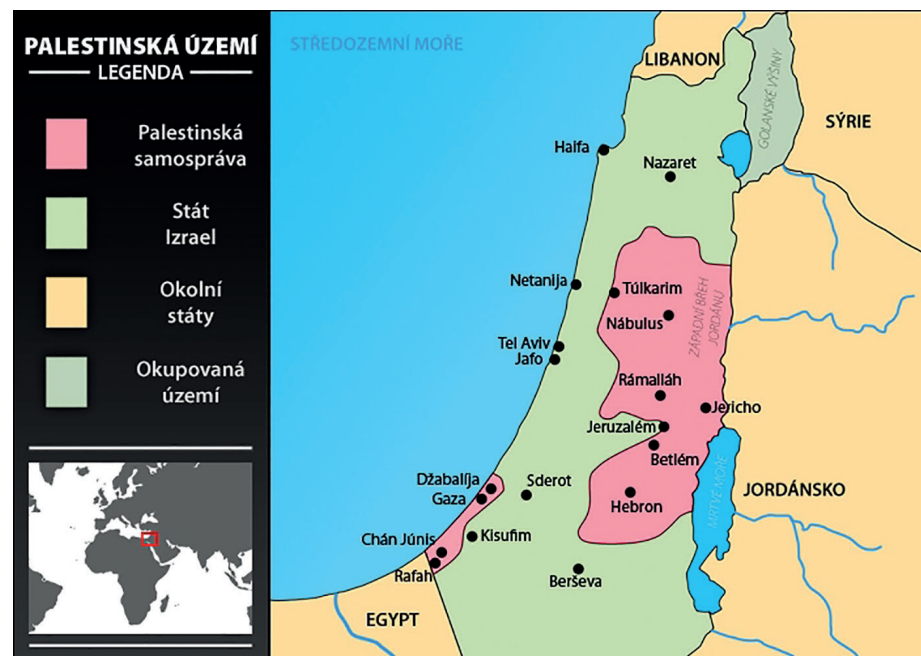 PALESTINSKÁ ÚZEMÍ
LEGENDA
Palestinská
samospráva
Stát
Izrael
Okolní
státy
Okupovaná
území
STŘEDOZEMNÍ MOŘE
LIBANON
GOLANSKÉ VÝŠINY
SÝRIE
Haifa
Nazaret
Netanija
Túlkarim
Nábulus
ZÁPADNÍ BŘEH
JORDÁNU
Tel Aviv
Jafo
Rámalláh
Jericho
Jeruzalém
Betlém
Džabalíja
Gaza
Sderot
Hebron
MRTVÉ MOŘE
JORDÁNSKO
Chán Júnis
Kisufim
Rafah
Berševa
EGYPT